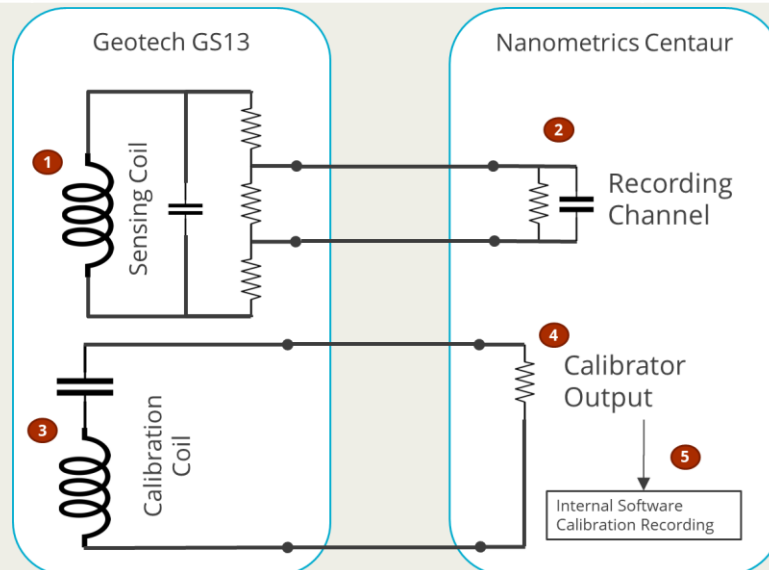 Geotech GS13
Nanometrics Centaur
1
Sensing Coil
2
Recording
Channel
3
Calibration
Coil
4
Calibrator
Output
5
Internal Software
Calibration Recording